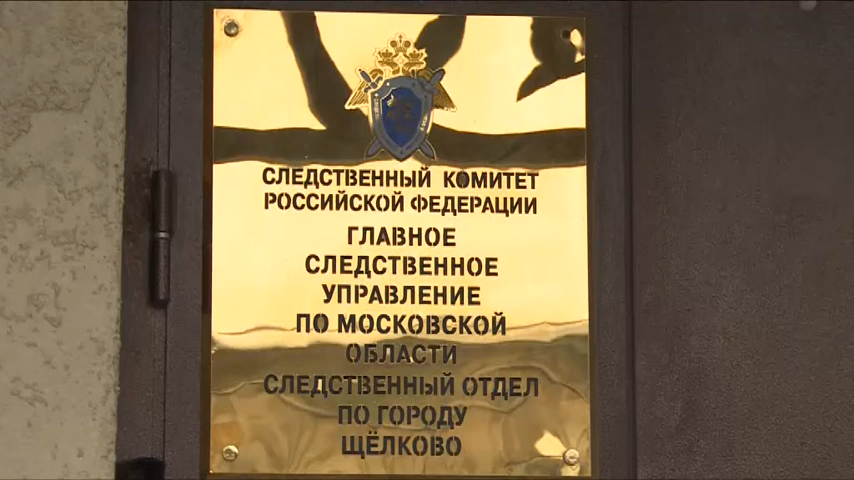 СЛЕДСТВЕННЫЙ КОМИТЕТ
РОССИЙСКОЙ ФЕДЕРАЦИИ
ГЛАВНОЕ
СЛЕДСТВЕННОЕ
УПРАВЛЕНИЕ
ПО МОСКОВСКОЙ
ОБЛАСТИ
СЛЕДСТВЕННЫЙ ОТДЕЛ
ПО ГОРОДУ
ЩЁЛКОВО